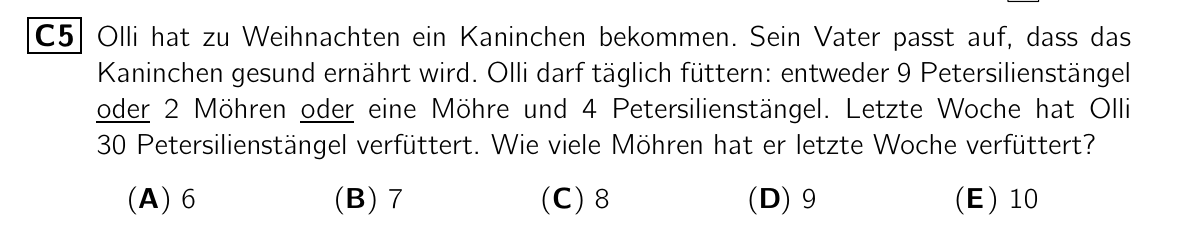 C5 Olli hat zu Weihnachten ein Kaninchen bekommen. Sein Vater passt auf, dass das
Kaninchen gesund ernährt wird. Olli darf täglich füttern: entweder 9 Petersilienstängel
oder 2 Möhren oder eine Möhre und 4 Petersilienstängel. Letzte Woche hat Olli
30 Petersilienstängel verfüttert. Wie viele Möhren hat er letzte Woche verfüttert?
(A) 6 (B) 7 (C) 8 (D) 9 (E) 10